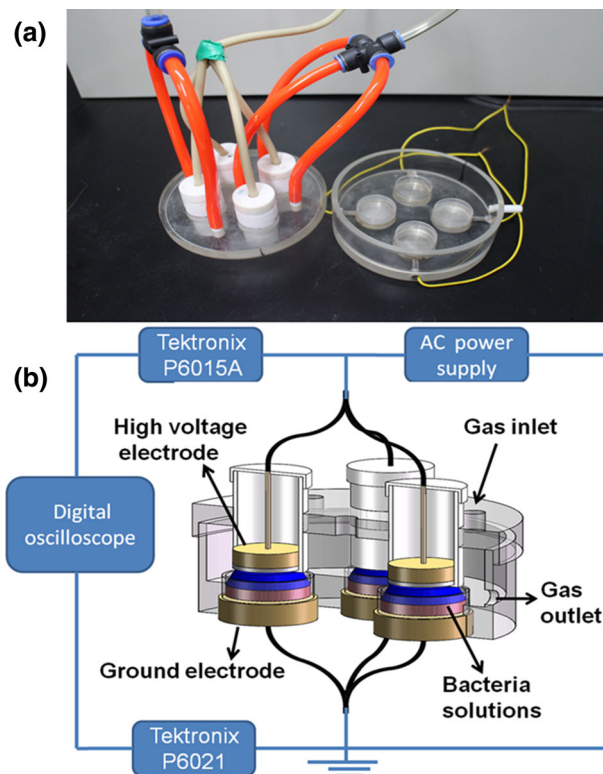 (a)
(b)
Tektronix
P6015A
AC power
supply
High voltage
electrode
Gas inlet
Digital
oscilloscope
Gas
outlet
Ground electrode
Bacteria
solutions
Tektronix
P6021